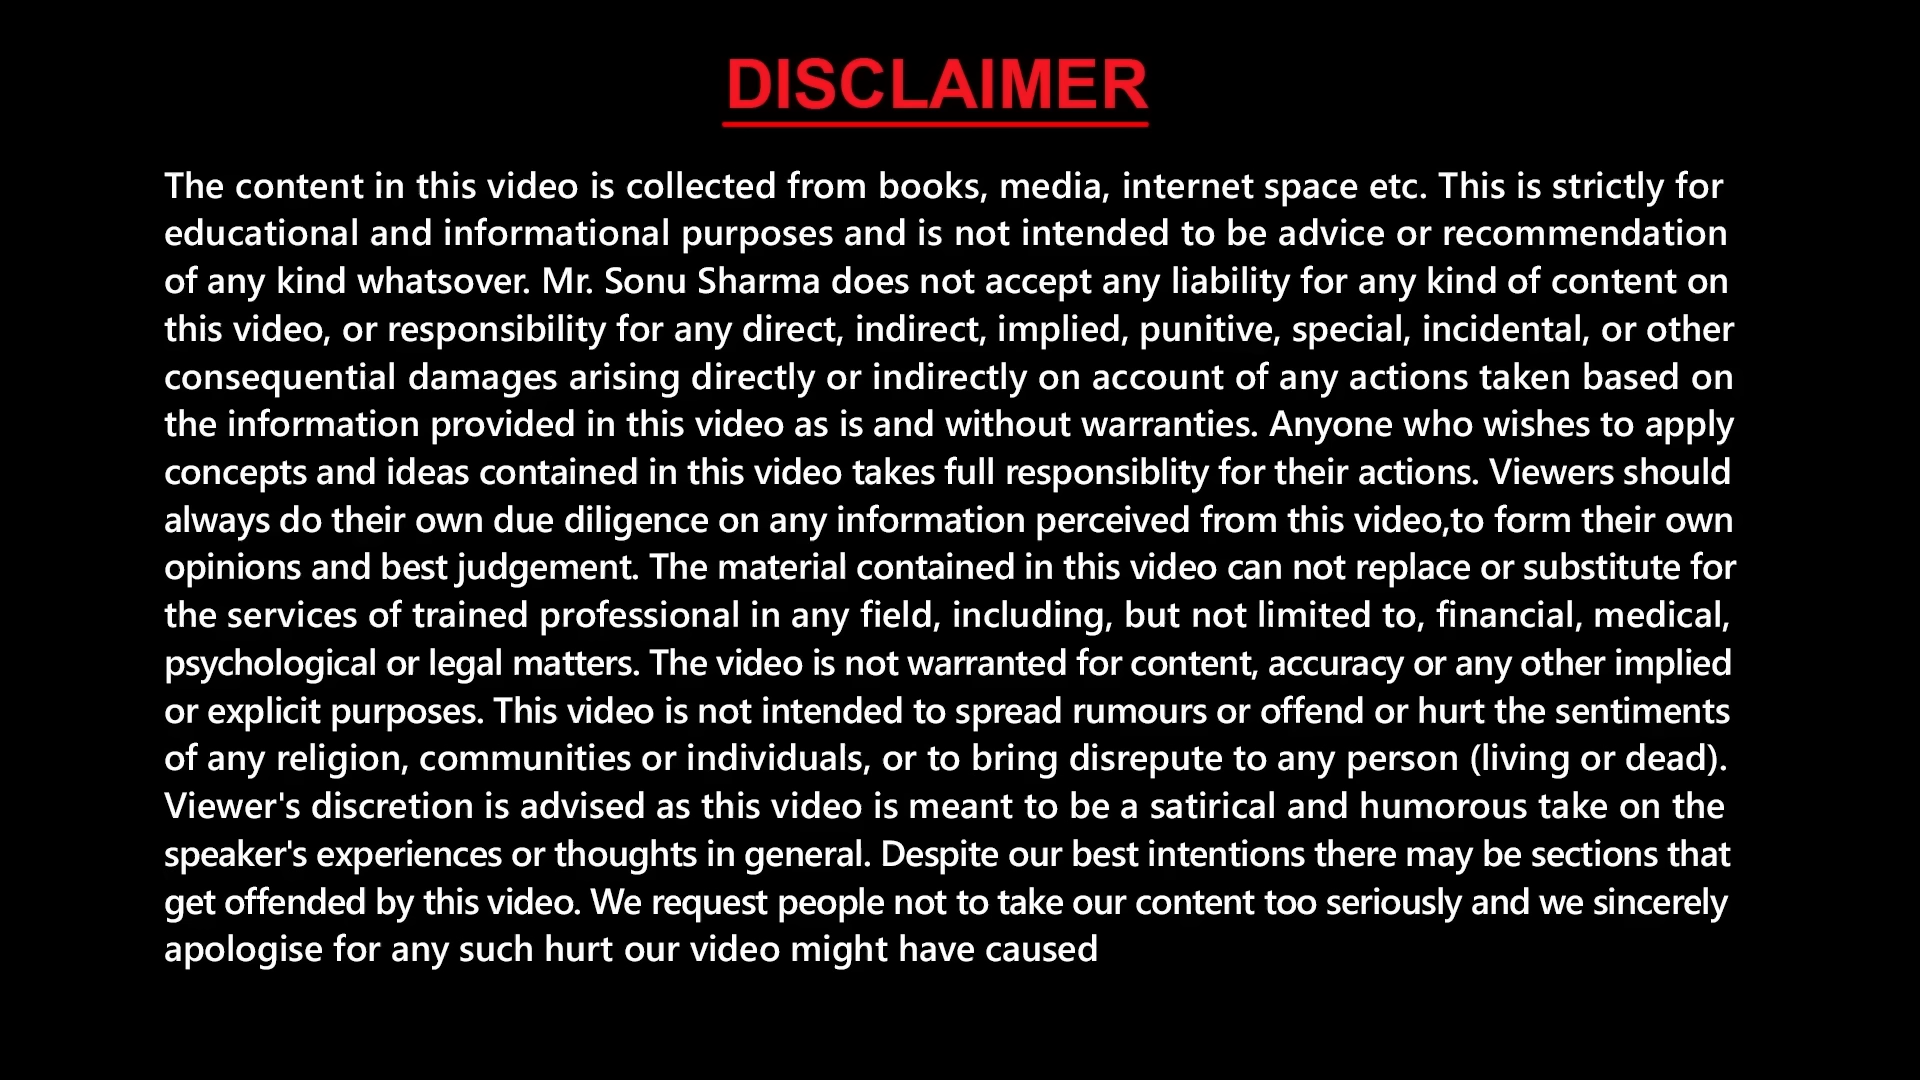 DISCLAIMER
The content in this video is collected from books, media, internet space etc. This is strictly for
educational and informational purposes and is not intended to be advice or recommendation
of any kind whatsover. Mr. Sonu Sharma does not accept any liability for any kind of content on
this video, or responsibility for any direct, indirect, implied, punitive, special, incidental, or other
consequential damages arising directly or indirectly on account of any actions taken based on
the information provided in this video as is and without warranties. Anyone who wishes to apply
concepts and ideas contained in this video takes full responsiblity for their actions. Viewers should
always do their own due diligence on any information perceived from this video,to form their own
opinions and best judgement. The material contained in this video can not replace or substitute for
the services of trained professional in any field, including, but not limited to, financial, medical,
psychological or legal matters. The video is not warranted for content, accuracy or any other implied
or explicit purposes. This video is not intended to spread rumours or offend or hurt the sentiments
of any religion, communities or individuals, or to bring disrepute to any person (living or dead).
Viewer's discretion is advised as this video is meant to be a satirical and humorous take on the
speaker's experiences or thoughts in general. Despite our best intentions there may be sections that
get offended by this video. We request people not to take our content too seriously and we sincerely
apologise for any such hurt our video might have caused